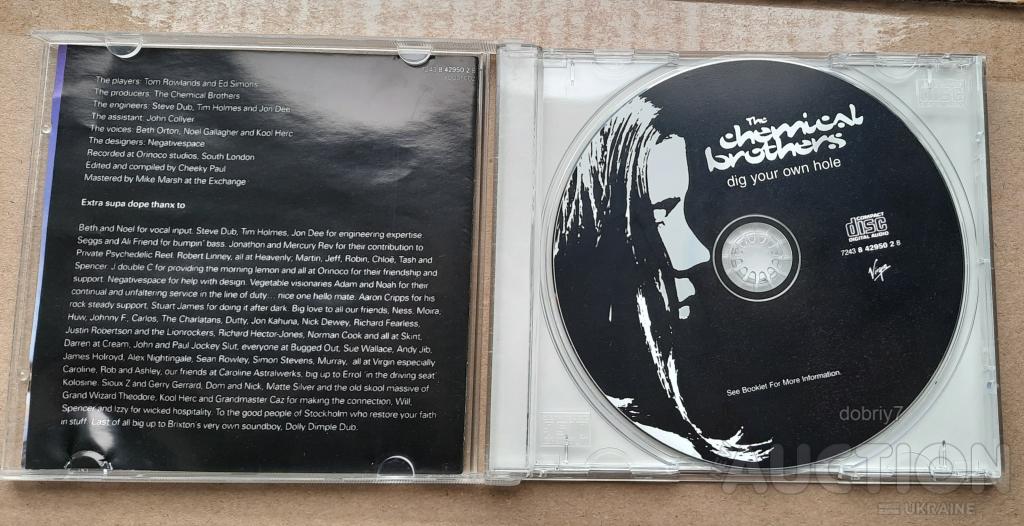 7243 8 42950 2 8
The players: Tom Rowlands and Ed Simons
The producers: The Chemical Brothers
The engineers: Steve Dub, Tim Holmes and Jon Dee
The assistant: John Collyer
The voices: Beth Orton, Noel Gallagher and Kool Herc
The designers: Negativespace
Recorded at Orinoco studios, South London
Edited and compiled by Cheeky Paul
Mastered by Mike Marsh at the Exchange
Extra supa dope thanx to
Beth and Noel for vocal input. Steve Dub, Tim Holmes, Jon Dee for engineering expertise
Seggs and Ali Friend for bumpin' bass. Jonathon and Mercury Rev for their contribution to
Private Psychedelic Reel. Robert Linney, all at Heavenly; Martin, Jeff, Robin, Chloë, Tash and
Spencer. J double C for providing the morning lemon and all at Orinoco for their friendship and
support. Negativespace for help with design. Vegetable visionaries Adam and Noah for their
continual and unfaltering service in the line of duty... nice one hello mate. Aaron Cripps for his
rock steady support, Stuart James for doing it after dark. Big love to all our friends, Ness, Moira,
Huw, Johnny F, Carlos, The Charlatans, Dutty, Jon Kahuna, Nick Dewey, Richard Fearless,
Justin Robertson and the Lionrockers, Richard Hector-Jones, Norman Cook and all at Skint,
Darren at Cream, John and Paul Jockey Slut, everyone at Bugged Out, Sue Wallace, Andy Jib,
James Holroyd, Alex Nightingale, Sean Rowley, Simon Stevens, Murray, all at Virgin especially
Caroline, Rob and Ashley, our friends at Caroline Astralwerks, big up to Errol 'in the driving seat'
Kolosine. Sioux Z and Gerry Gerrard, Dom and Nick, Matte Silver and the old skool massive of
Grand Wizard Theodore, Kool Herc and Grandmaster Caz for making the connection, Will,
Spencer and Izzy for wicked hospitality. To the good people of Stockholm who restore your faith
in stuff. Last of all big up to Brixton's very own soundboy, Dolly Dimple Dub.
The
chemical
brothers
dig your own hole
COMPACT
disc
DIGITAL AUDIO
7243 8 42950 2 8
Virgin
See Booklet For More Information.
dobriy7
AUCTION
UKRAINE